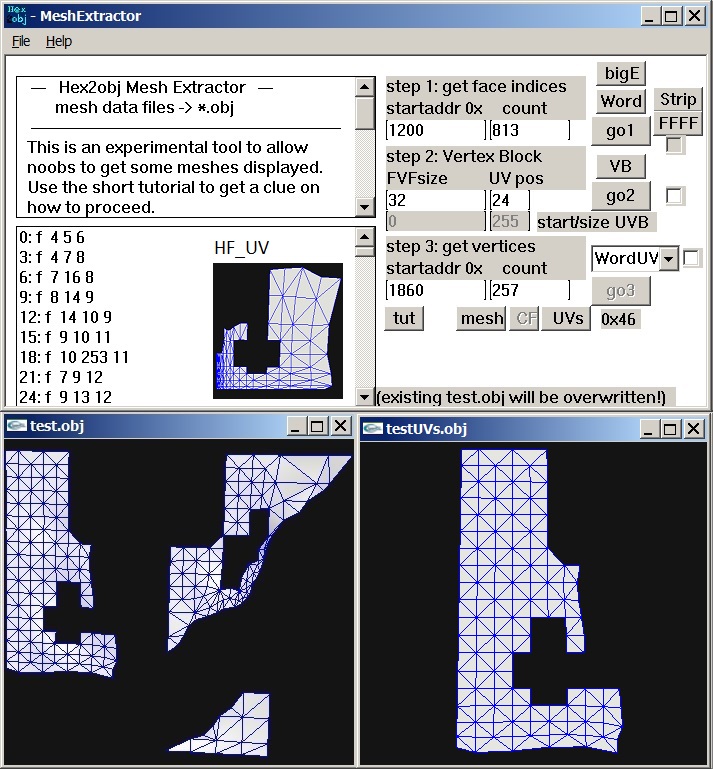 Hex obj - MeshExtractor
File Help
— Hex2obj Mesh Extractor —
mesh data files -> *.obj
This is an experimental tool to allow
noobs to get some meshes displayed.
Use the short tutorial to get a clue on
how to proceed.
0: f 4 5 6
3: f 4 7 8
6: f 7 16 8
9: f 8 14 9
12: f 14 10 9
15: f 9 10 11
18: f 10 253 11
21: f 7 9 12
24: f 9 13 12
HF_UV
step 1: get face indices
startaddr 0x count
1200 813
bigE
Word
go1
Strip
FFFF
step 2: Vertex Block
FVFsize UV pos
32 24
0 255 start/size UVB
VB
go2
step 3: get vertices
startaddr 0x count
1860 257
WordUV
go3
tut mesh CF UVs 0x46
(existing test.obj will be overwritten!)
test.obj
testUVs.obj